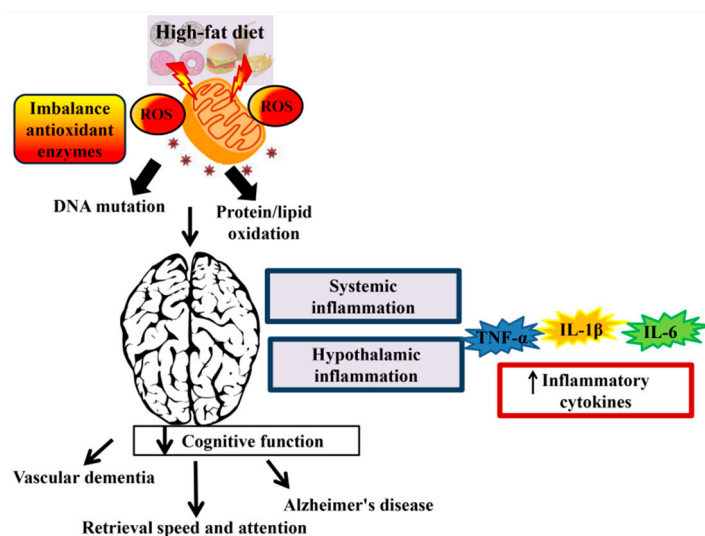 High-fat diet
ROS
ROS
Imbalance
antioxidant
enzymes
DNA mutation
Protein/lipid
oxidation
Systemic
inflammation
Hypothalamic
inflammation
TNF-α
IL-1β
IL-6
↑ Inflammatory
cytokines
↓ Cognitive function
Vascular dementia
Alzheimer's disease
Retrieval speed and attention